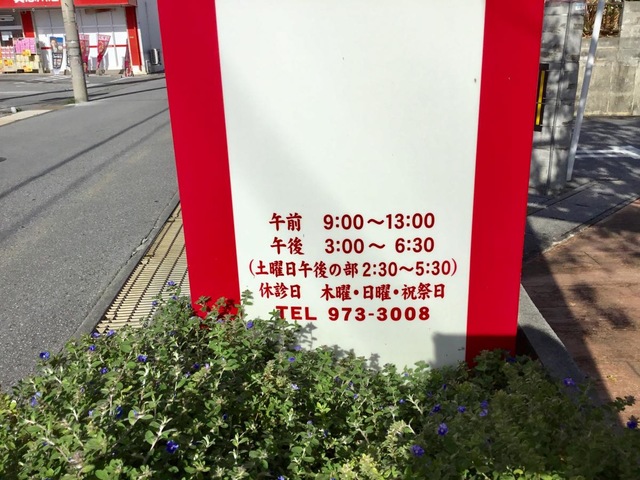 午前 9:00～13:00
午後 3:00～ 6:30
(土曜日午後の部2:30～5:30)
休診日 木曜・日曜・祝祭日
TEL 973-3008